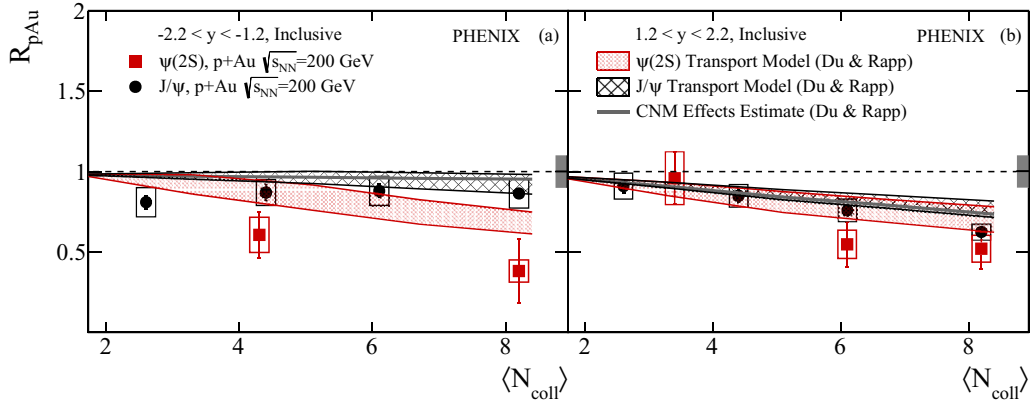 R_pAu
2
1.5
1
0.5
-2.2 < y < -1.2, Inclusive PHENIX (a)
ψ(2S), p+Au √s_NN=200 GeV
J/ψ, p+Au √s_NN=200 GeV
2 4 6 8
⟨N_coll⟩
1.2 < y < 2.2, Inclusive PHENIX (b)
ψ(2S) Transport Model (Du & Rapp)
J/ψ Transport Model (Du & Rapp)
CNM Effects Estimate (Du & Rapp)
2 4 6 8
⟨N_coll⟩